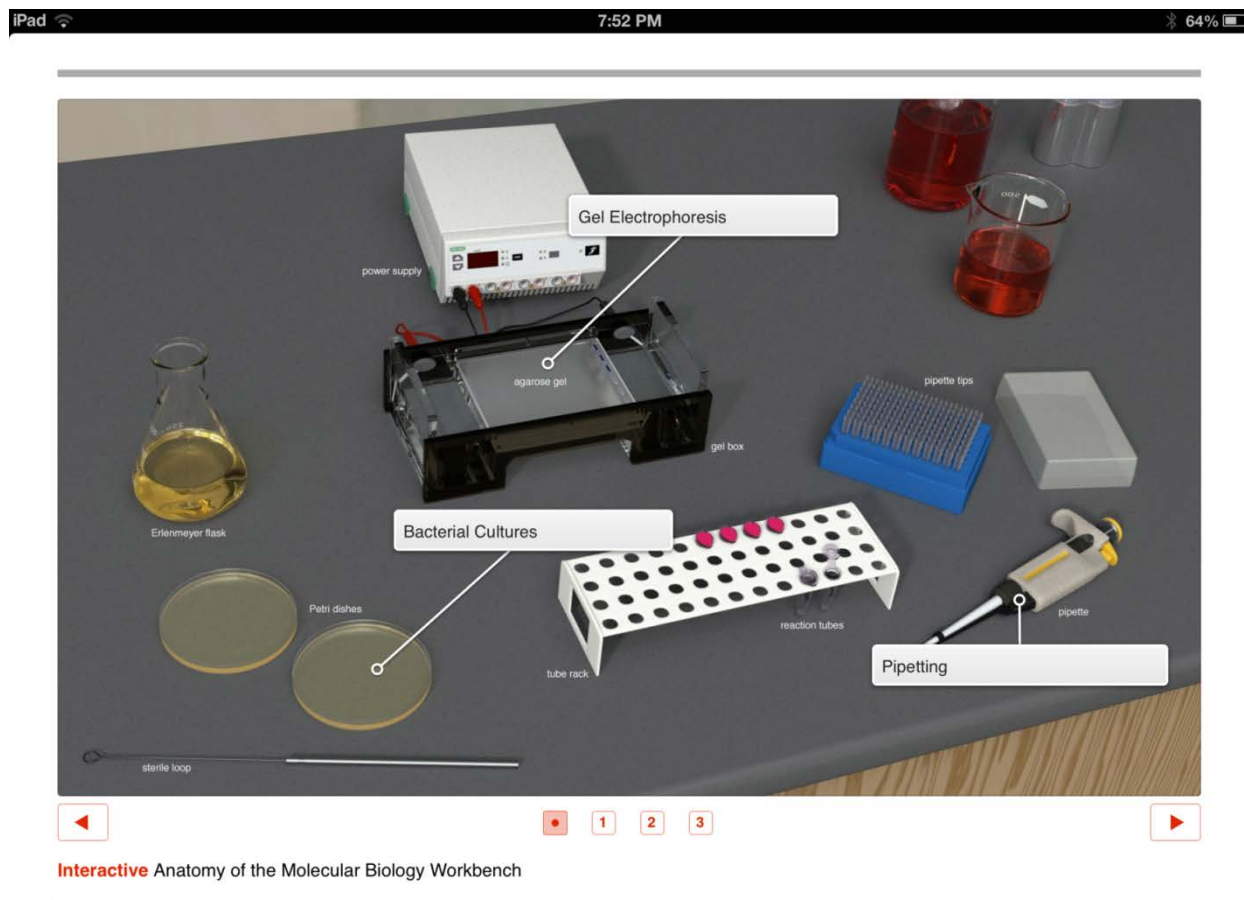 iPad
7:52 PM
64%
Gel Electrophoresis
power supply
agarose gel
pipette tips
gel box
Erlenmeyer flask
Bacterial Cultures
Petri dishes
reaction tubes
pipette
Pipetting
tube rack
sterile loop
1 2 3
Interactive Anatomy of the Molecular Biology Workbench